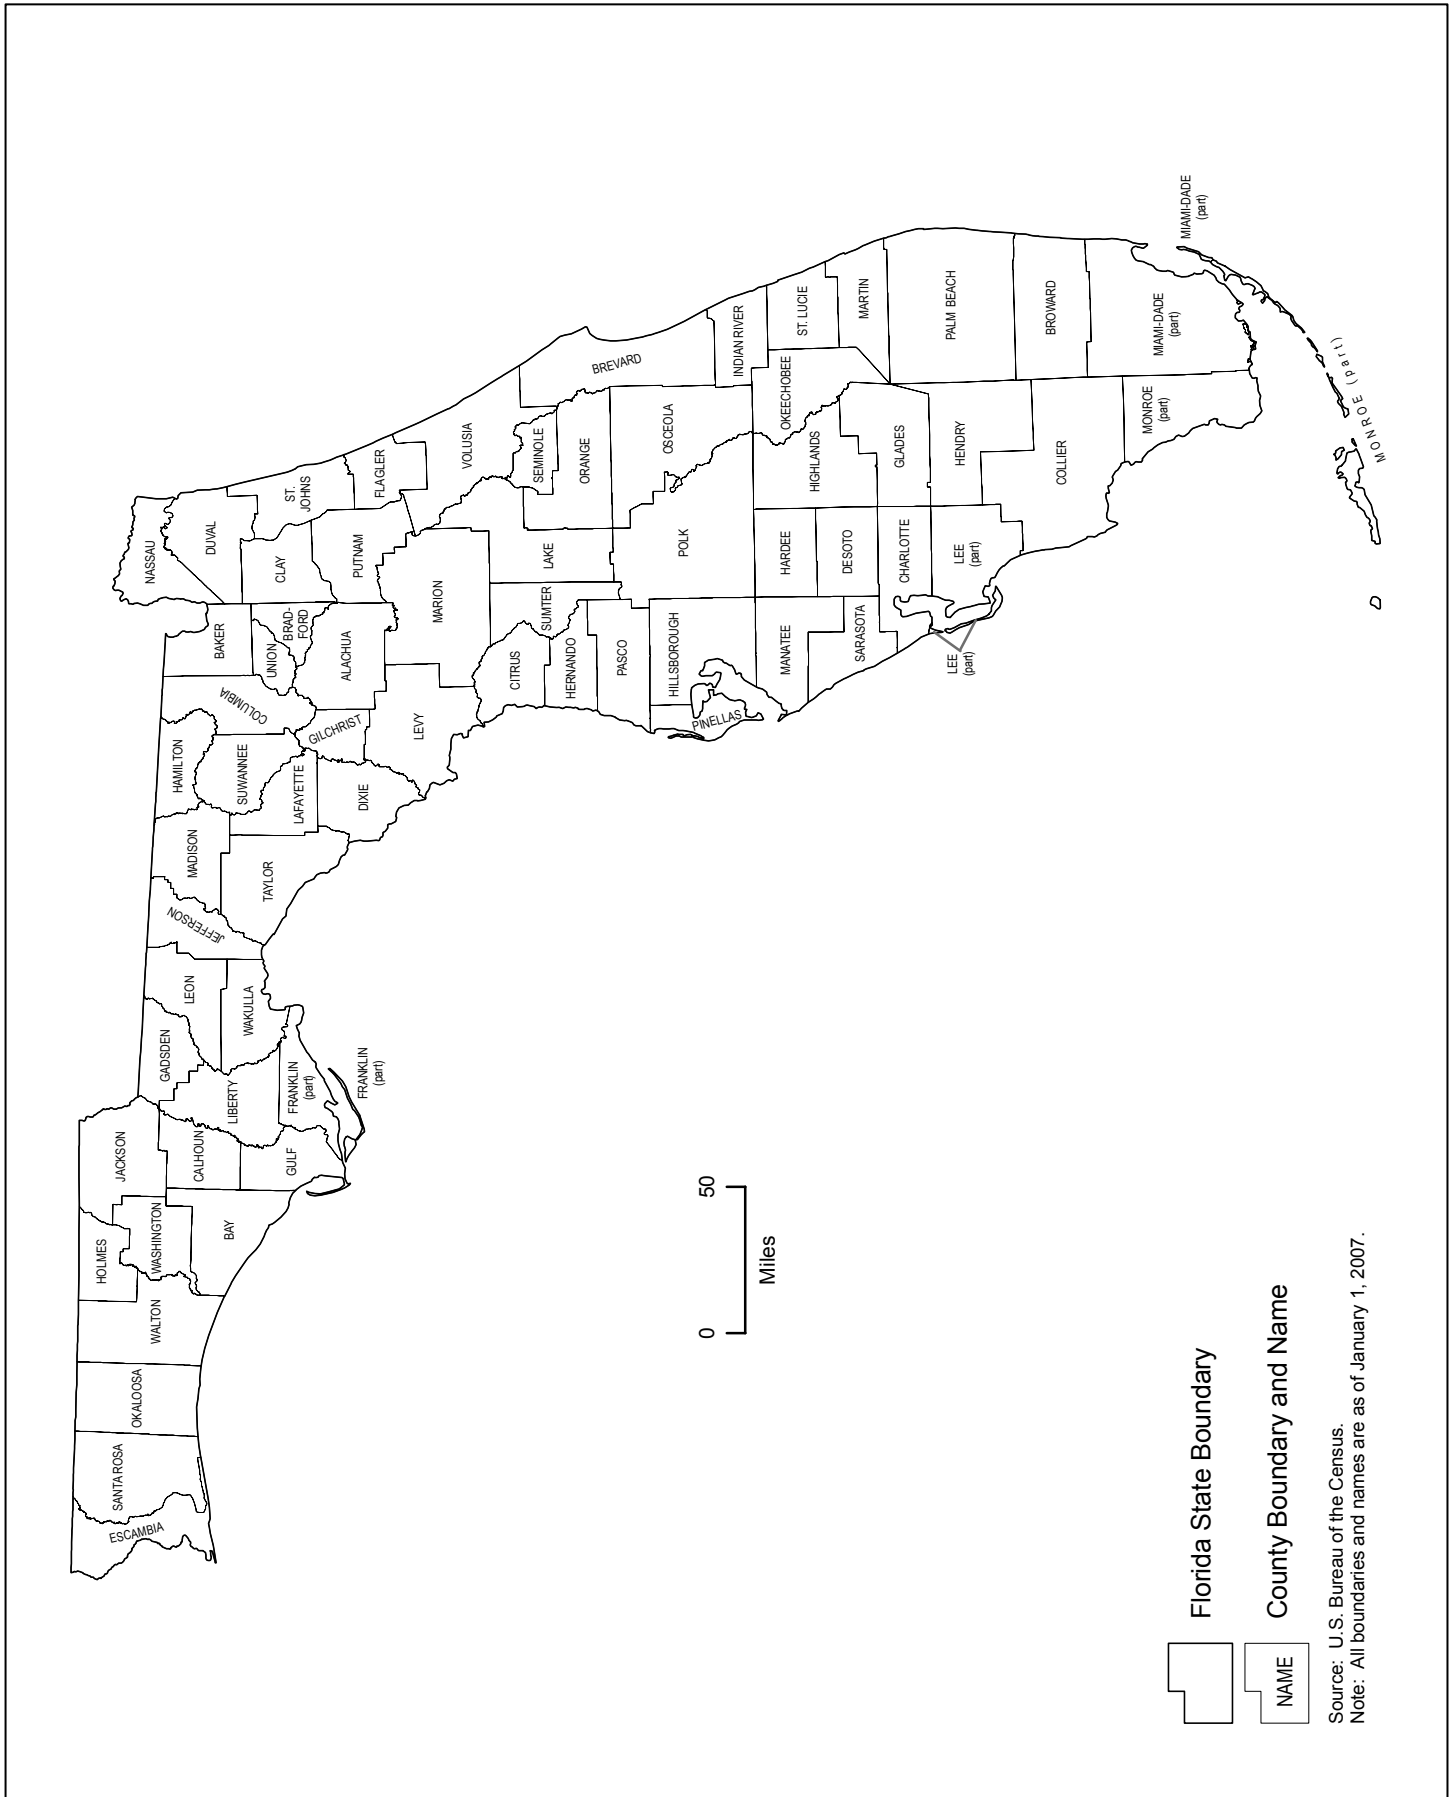 ESCAMBIA
SANTA ROSA
OKALOOSA
WALTON
HOLMES
WASHINGTON
BAY
JACKSON
CALHOUN
GULF
GADSDEN
LIBERTY
FRANKLIN
(part)
FRANKLIN
(part)
LEON
WAKULLA
JEFFERSON
MADISON
TAYLOR
HAMILTON
SUWANNEE
LAFAYETTE
DIXIE
COLUMBIA
GILCHRIST
LEVY
BAKER
UNION
BRAD-
FORD
ALACHUA
NASSAU
DUVAL
CLAY
ST.
JOHNS
PUTNAM
FLAGLER
MARION
VOLUSIA
CITRUS
SUMTER
LAKE
SEMINOLE
HERNANDO
ORANGE
BREVARD
PASCO
POLK
OSCEOLA
PINELLAS
HILLSBOROUGH
INDIAN RIVER
MANATEE
HARDEE
HIGHLANDS
OKEECHOBEE
ST. LUCIE
SARASOTA
DESOTO
MARTIN
CHARLOTTE
GLADES
PALM BEACH
LEE
(part)
LEE
(part)
HENDRY
COLLIER
BROWARD
MONROE
(part)
MIAMI-DADE
(part)
MIAMI-DADE
(part)
MONROE (part)
0 50
Miles
Florida State Boundary
NAME County Boundary and Name
Source: U.S. Bureau of the Census.
Note: All boundaries and names are as of January 1, 2007.